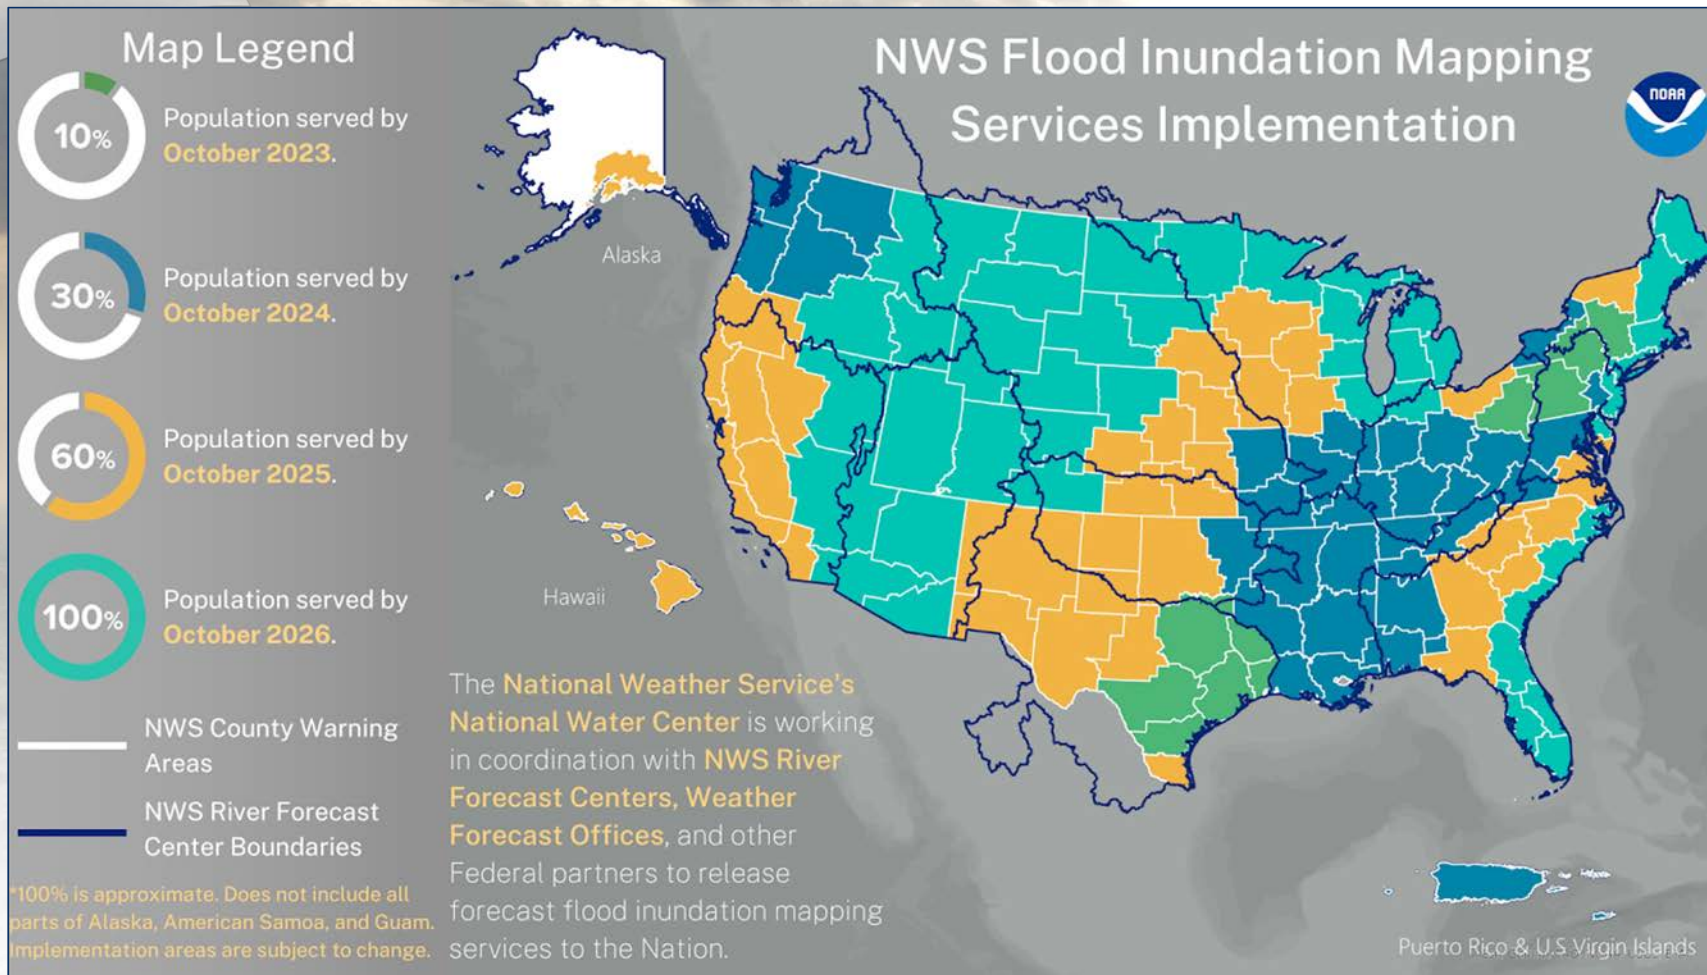 Map Legend
10%
Population served by
October 2023.
30%
Population served by
October 2024.
60%
Population served by
October 2025.
100%
Population served by
October 2026.
NWS County Warning
Areas
NWS River Forecast
Center Boundaries
*100% is approximate. Does not include all
parts of Alaska, American Samoa, and Guam.
Implementation areas are subject to change.
NWS Flood Inundation Mapping
Services Implementation
NOAA
Alaska
Hawaii
The National Weather Service's
National Water Center is working
in coordination with NWS River
Forecast Centers, Weather
Forecast Offices, and other
Federal partners to release
forecast flood inundation mapping
services to the Nation.
Puerto Rico & U.S Virgin Islands